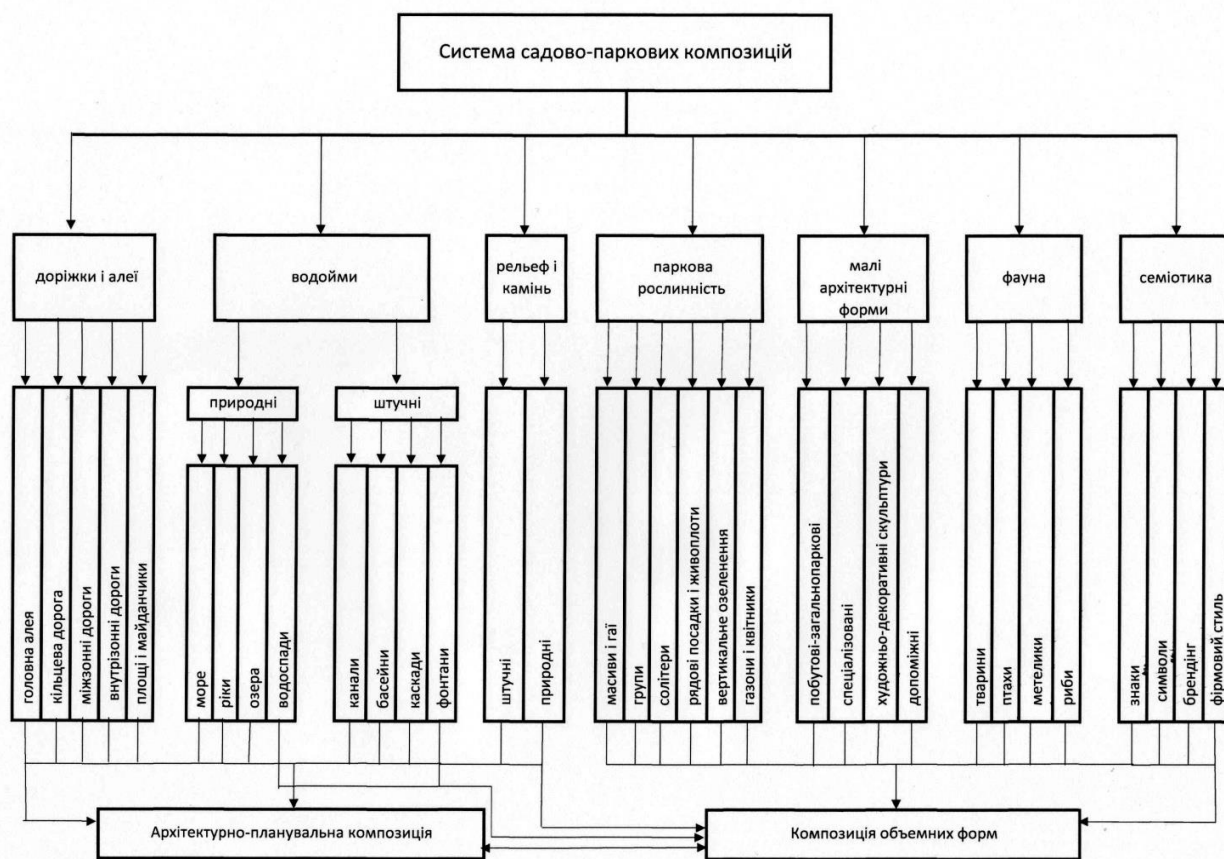 Система садово-паркових композицій
доріжки і алеї
водойми
рельеф і
камінь
паркова
рослинність
малі
архітектурні
форми
фауна
семіотика
природні
штучні
головна алея
кільцева дорога
міжзонні дороги
внутрізонні дороги
площі і майданчики
море
ріки
озера
водоспади
канали
басейни
каскади
фонтани
штучні
природні
масиви і гаї
групи
солітери
рядові посадки і живоплоти
вертикальне озеленення
газони і квітники
побутові-загальнопаркові
спеціалізовані
художньо-декоративні скульптури
допоміжні
тварини
птахи
метелики
риби
знаки
символи
брендінг
фірмовий стиль
Архітектурно-планувальна композиція
Композиція объемних форм